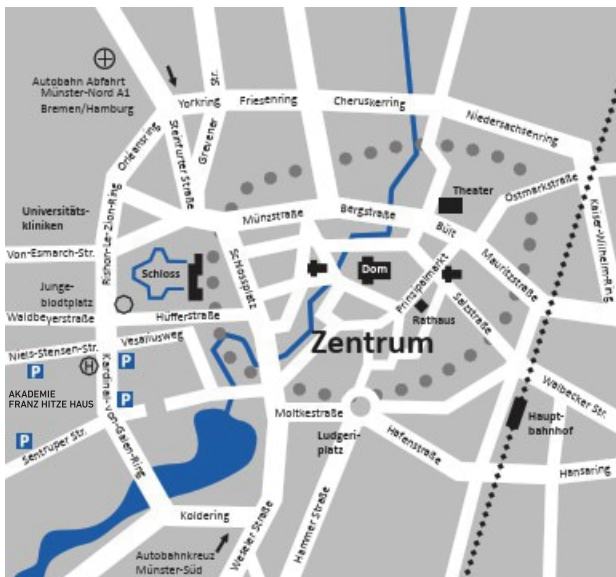 Autobahn Abfahrt
Münster-Nord A1
Bremen/Hamburg
Yorkring
Friesenring
Cheruskerring
Niedersachsenring
Orleansring
Steinfurter Straße
Grevener
Str.
Theater
Ostmarkstraße
Kaiser-Wilhelm-Ring
Universitäts-
kliniken
Rishon-Le-Zion-Ring
Münzstraße
Bergstraße
Bült
Mauritzstraße
Von-Esmarch-Str.
Schloss
Schlossplatz
Dom
Prinzipalmarkt
Salzstraße
Junge-
blodtplatz
Rathaus
Waldbeyerstraße
Hüfferstraße
Vesaliusweg
Zentrum
Niels-Stensen-Str.
P
H
AKADEMIE
FRANZ HITZE HAUS
P
P
P
Kardinal-von-Galen-Ring
Sentruper Str.
Moltkestraße
Ludgeri-
platz
Hafenstraße
Haupt-
bahnhof
Wolbecker Str.
Hansaring
Koldering
Weseler Straße
Hammer Straße
Autobahnkreuz
Münster-Süd